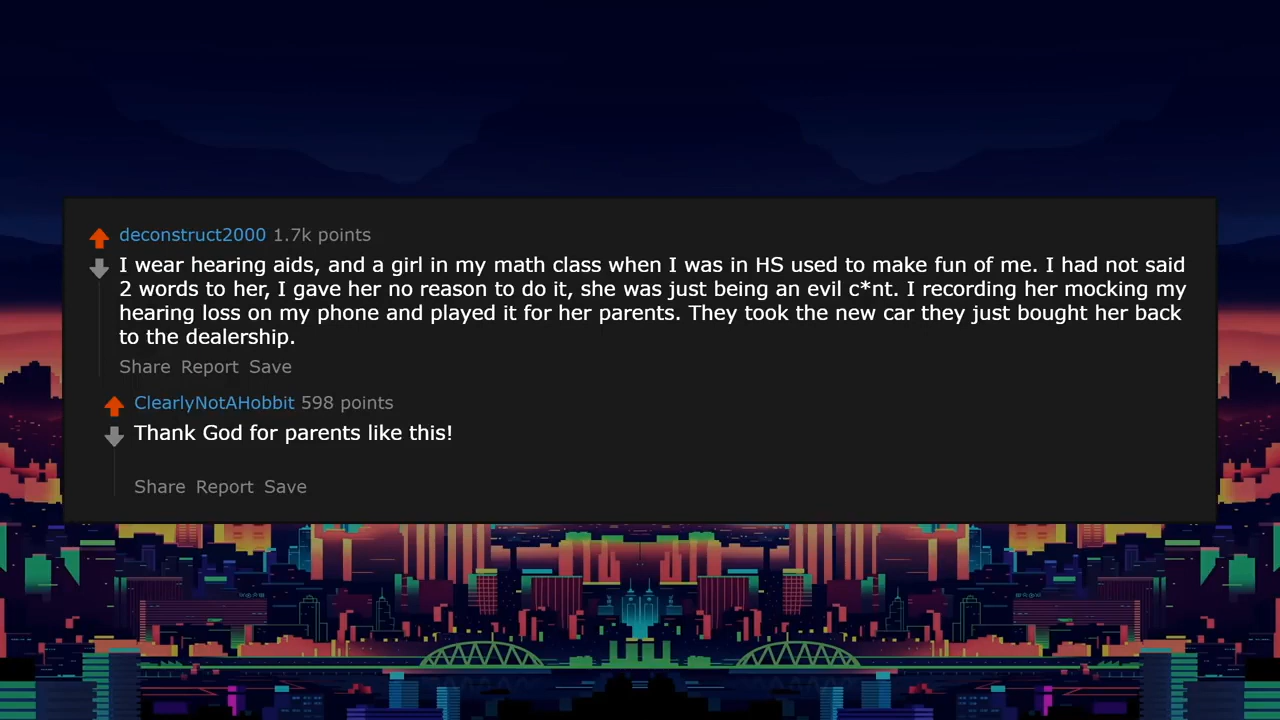 deconstruct2000 1.7k points
I wear hearing aids, and a girl in my math class when I was in HS used to make fun of me. I had not said
2 words to her, I gave her no reason to do it, she was just being an evil c*nt. I recording her mocking my
hearing loss on my phone and played it for her parents. They took the new car they just bought her back
to the dealership.
Share Report Save
ClearlyNotAHobbit 598 points
Thank God for parents like this!
Share Report Save